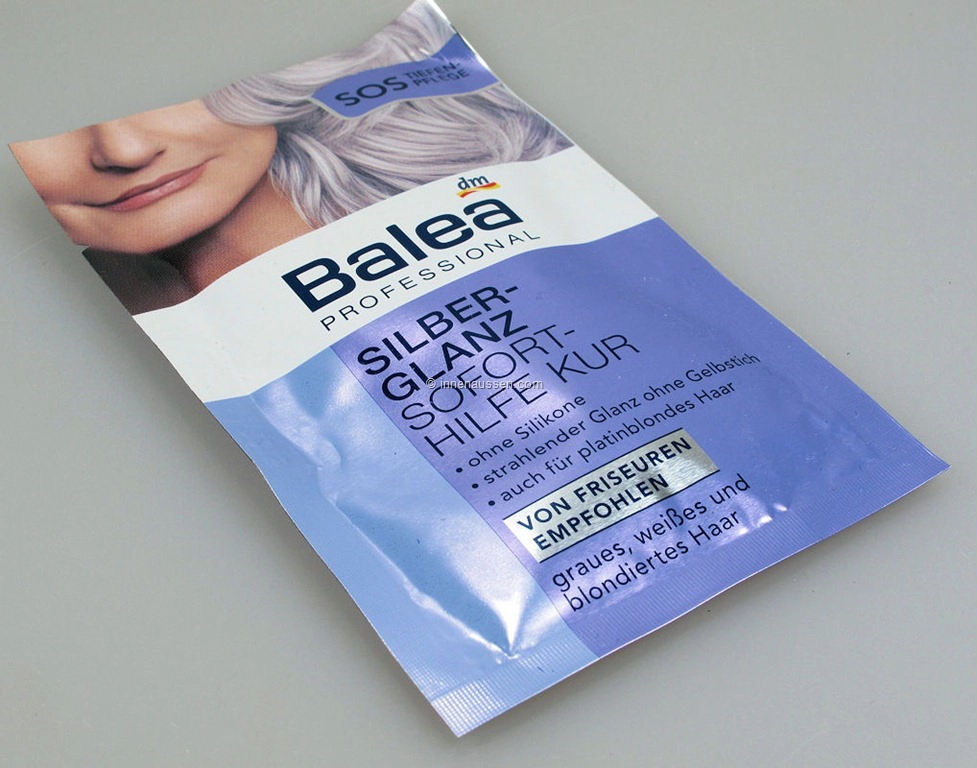 SOS TIEFEN-
PFLEGE
dm
Balea
PROFESSIONAL
SILBER-
GLANZ
SOFORT-
HILFE KUR
© innenaussen.com
• ohne Silikone
• strahlender Glanz ohne Gelbstich
• auch für platinblondes Haar
VON FRISEUREN
EMPFOHLEN
graues, weißes und
blondiertes Haar